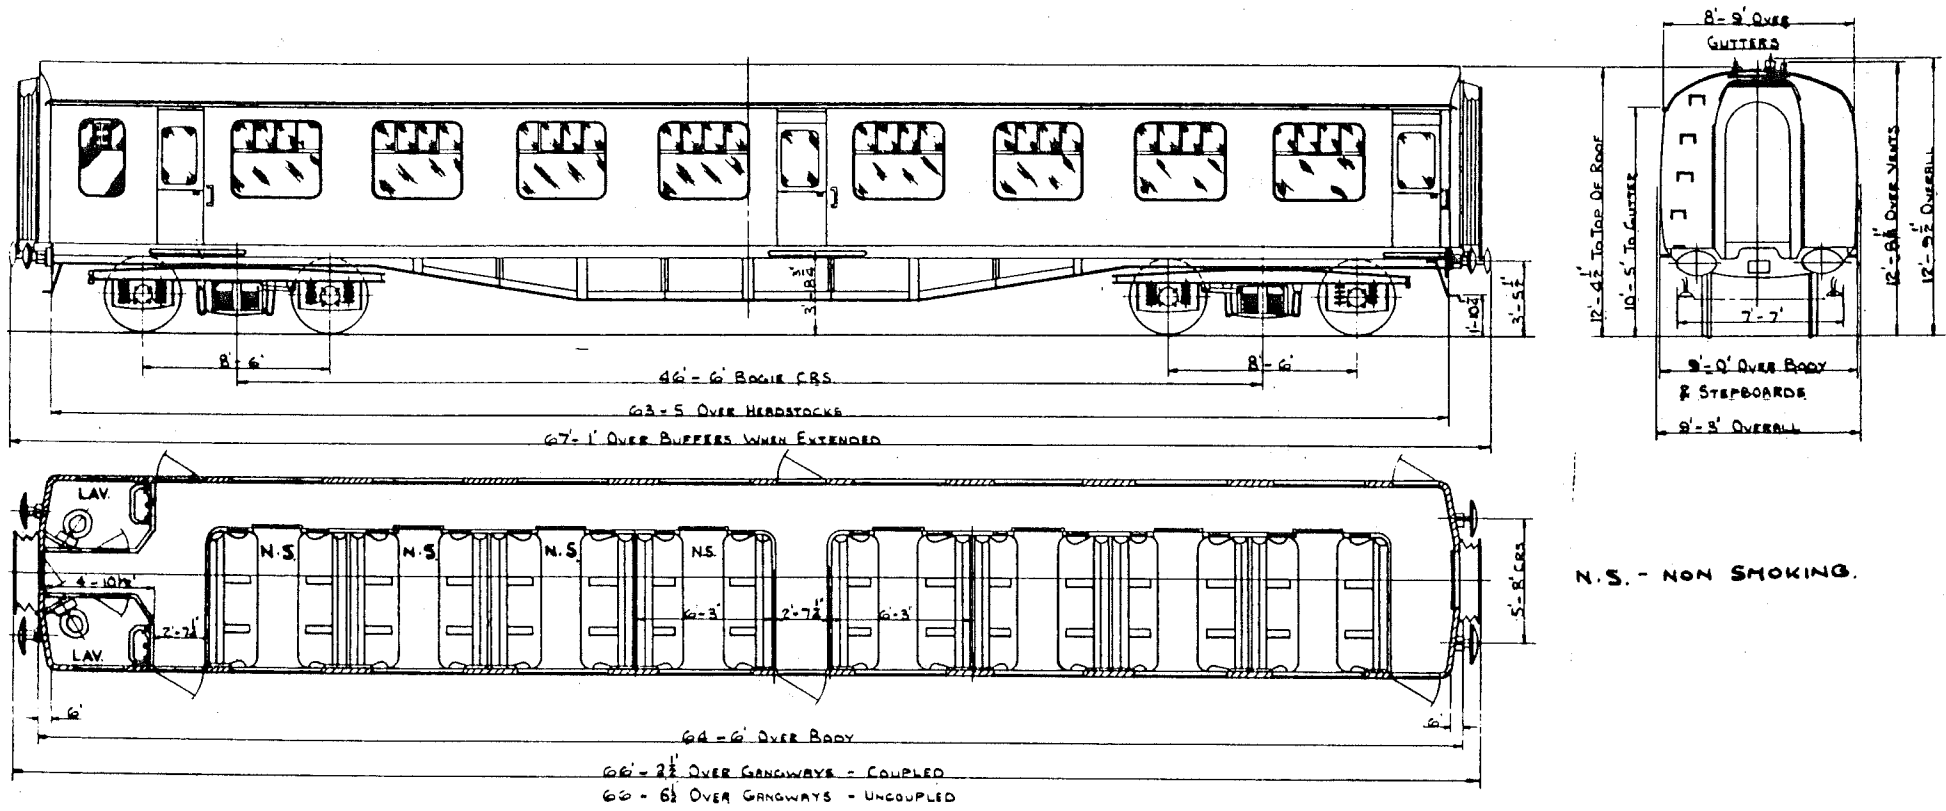 8'-9" OVER
GUTTERS
12'-4½" TO TOP OF ROOF
10'-5" TO GUTTER
12'-8⅛" OVER VENTS
12'-9½" OVERALL
3'-8¾"
1'-10¼"
3'-5½"
7'-7"
8'-6"
8'-6"
46'-6" BOGIE CRS.
9'-0" OVER BODY
& STEPBOARDS
9'-3" OVERALL
63-5 OVER HEADSTOCKS
67'-1" OVER BUFFERS WHEN EXTENDED
LAV.
N.S.
N.S.
N.S.
N.S.
4-10½"
5'-8" CRS
N.S. - NON SMOKING.
6'-3"
2'-7½"
6'-3"
2'-7½"
LAV.
6"
6"
64-6" OVER BODY
66'-2½" OVER GANGWAYS - COUPLED
66-6½ OVER GANGWAYS - UNCOUPLED